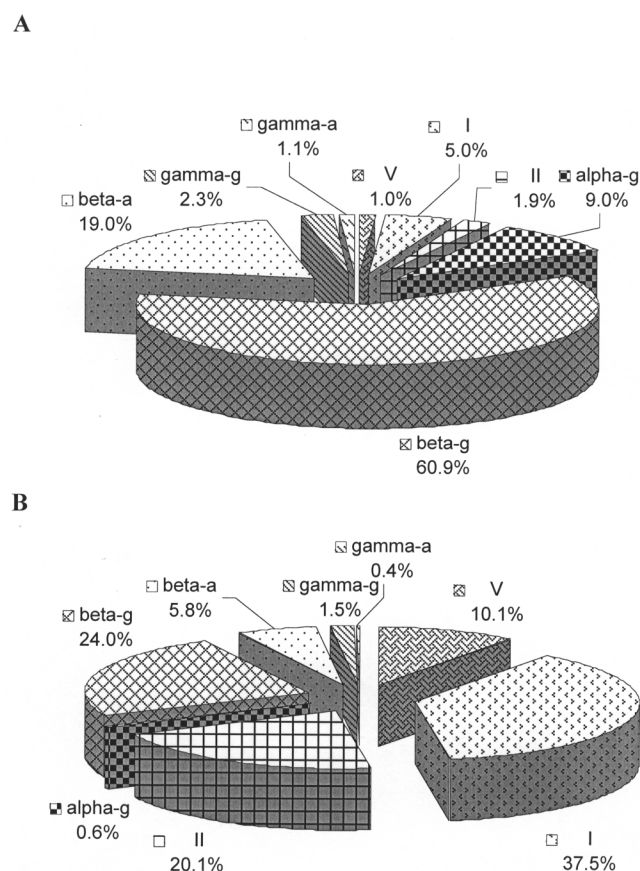 A
gamma-a
1.1%
I
5.0%
gamma-g
2.3%
V
1.0%
II
1.9%
alpha-g
9.0%
beta-a
19.0%
beta-g
60.9%
B
gamma-a
0.4%
beta-a
5.8%
gamma-g
1.5%
V
10.1%
beta-g
24.0%
alpha-g
0.6%
II
20.1%
I
37.5%